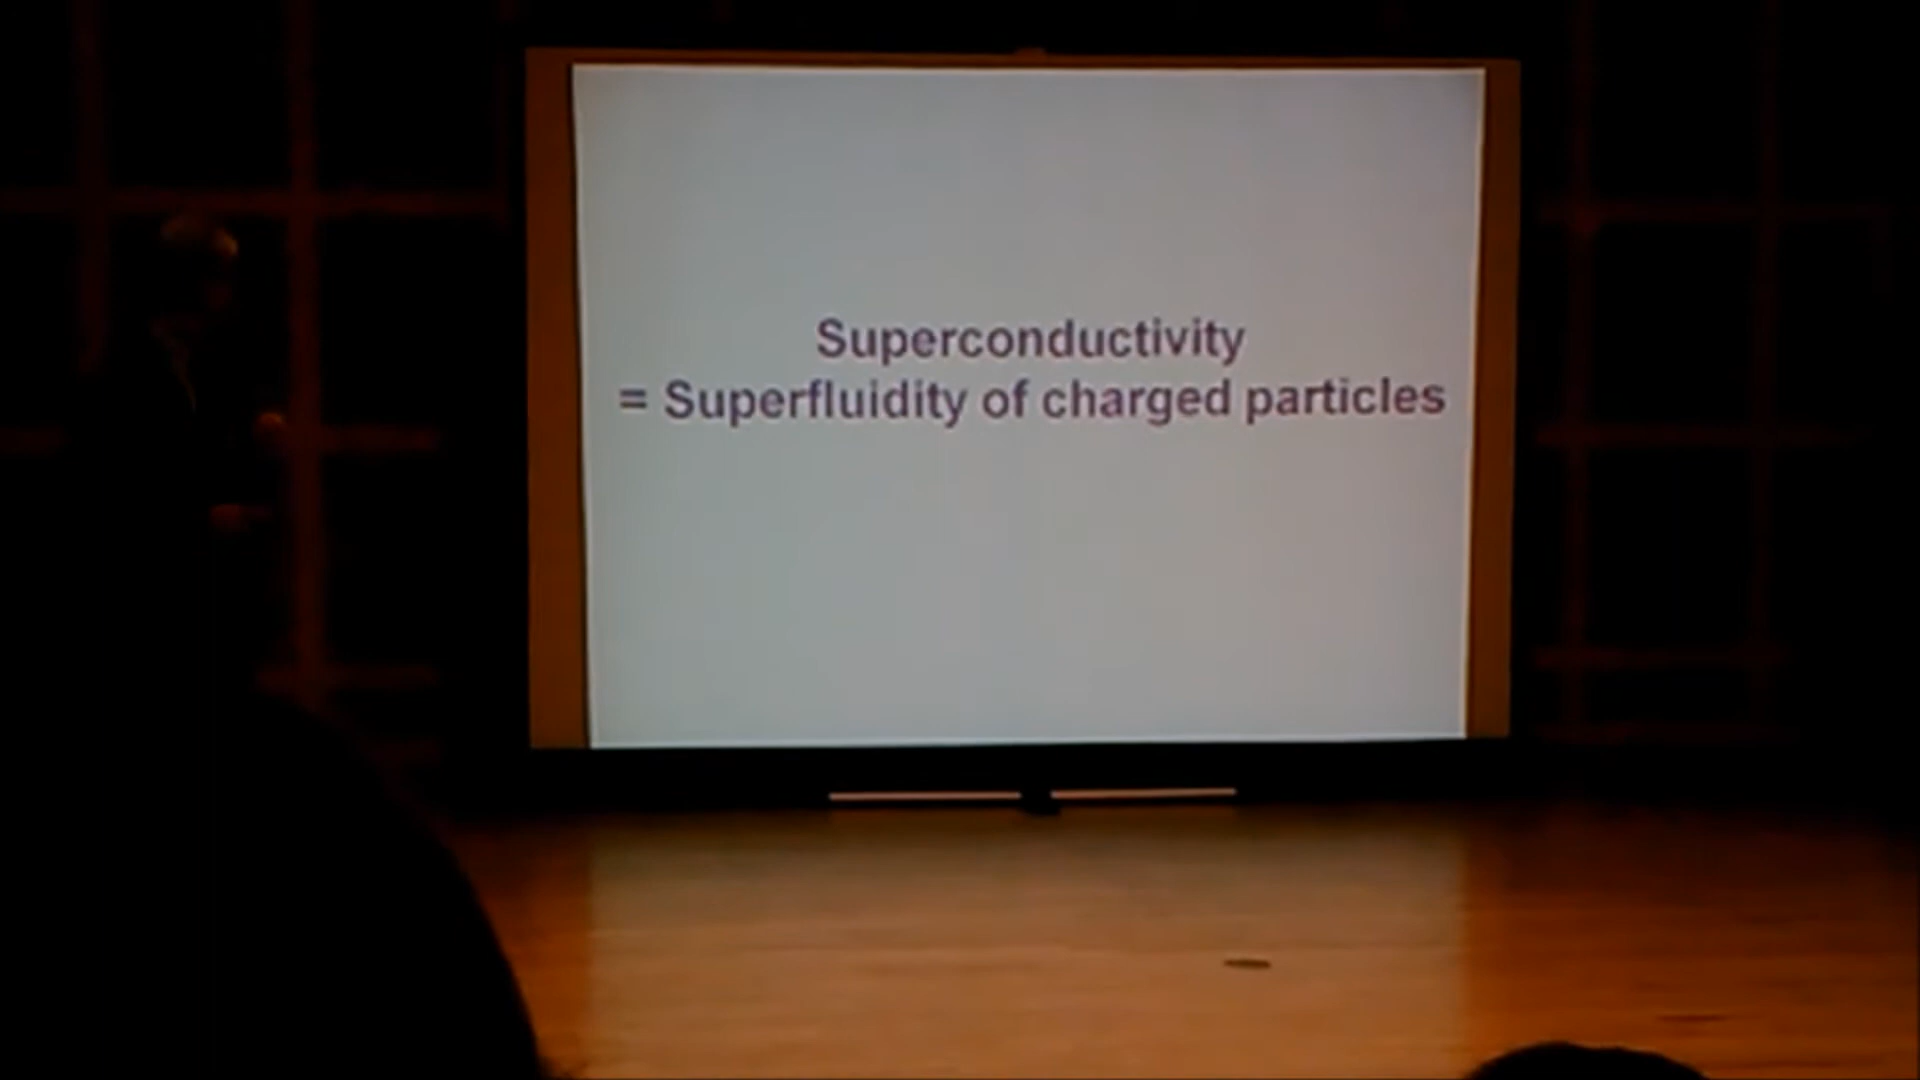 Superconductivity
= Superfluidity of charged particles